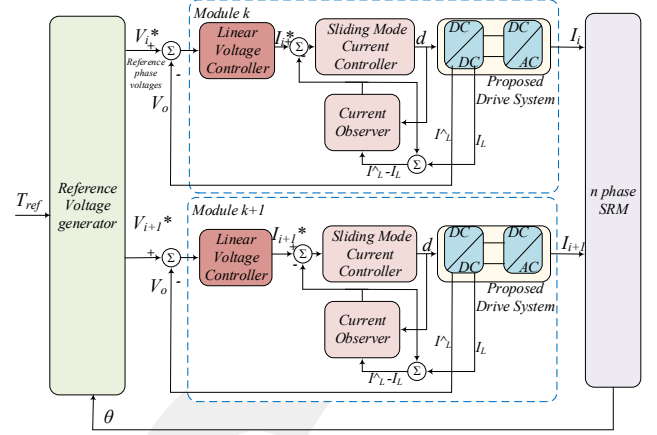 Module k
V_i*
Reference
phase
voltages
+
Σ
-
V_o
Linear
Voltage
Controller
I_i*
+
Σ
-
Sliding Mode
Current
Controller
d
DC
DC
DC
AC
I_i
Proposed
Drive System
Current
Observer
I^_L
I_L
I^_L-I_L
Σ
T_ref
Reference
Voltage
generator
n phase
SRM
Module k+1
V_{i+1}*
+
Σ
-
V_o
Linear
Voltage
Controller
I_{i+1}*
+
Σ
-
Sliding Mode
Current
Controller
d
DC
DC
DC
AC
I_{i+1}
Proposed
Drive System
Current
Observer
I^_L
I_L
I^_L-I_L
Σ
θ